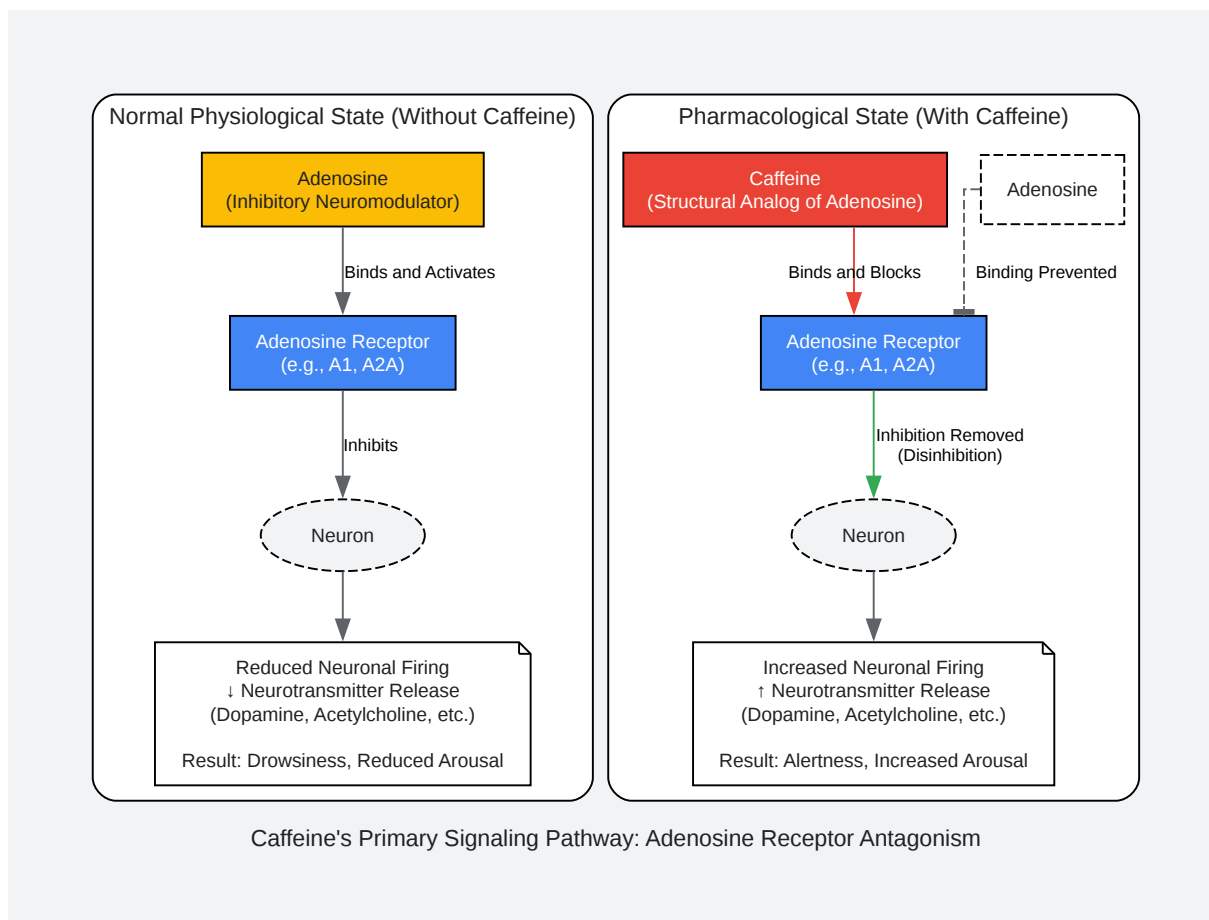 Normal Physiological State (Without Caffeine)
Adenosine
(Inhibitory Neuromodulator)
Binds and Activates
Adenosine Receptor
(e.g., A1, A2A)
Inhibits
Neuron
Reduced Neuronal Firing
↓ Neurotransmitter Release
(Dopamine, Acetylcholine, etc.)
Result: Drowsiness, Reduced Arousal
Pharmacological State (With Caffeine)
Caffeine
(Structural Analog of Adenosine)
Adenosine
Binds and Blocks
Binding Prevented
Adenosine Receptor
(e.g., A1, A2A)
Inhibition Removed
(Disinhibition)
Neuron
Increased Neuronal Firing
↑ Neurotransmitter Release
(Dopamine, Acetylcholine, etc.)
Result: Alertness, Increased Arousal
Caffeine's Primary Signaling Pathway: Adenosine Receptor Antagonism